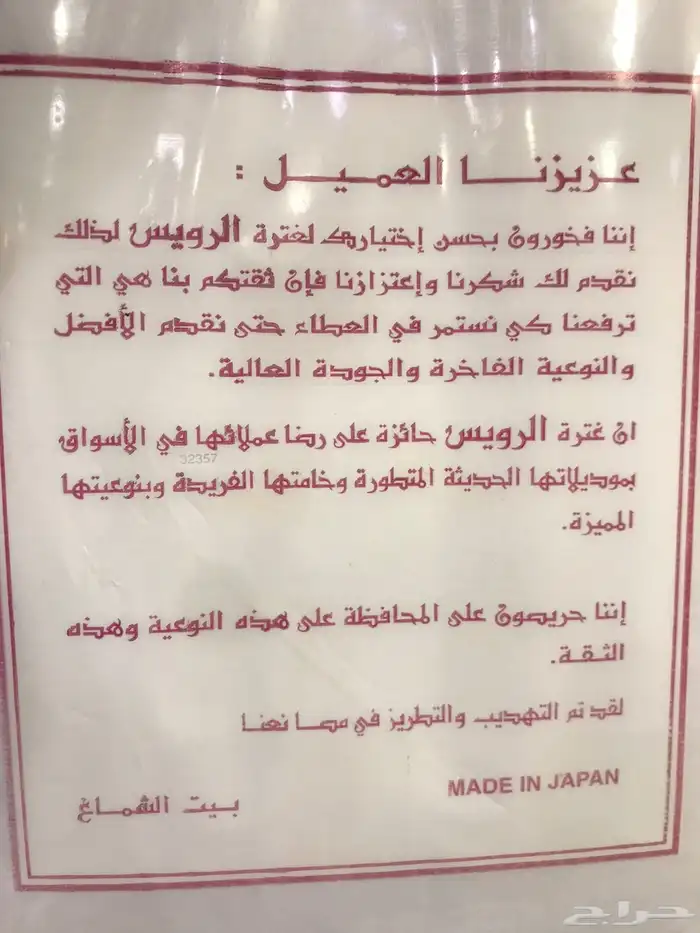 عزيزنا العميل :
إننا فخورون بحسن إختيارك لغترة الرويس لذلك
نقدم لك شكرنا وإعتزازنا فإن ثقتكم بنا هي التي
ترفعنا كي نستمر في العطاء حتى نقدم الأفضل
والنوعية الفاخرة والجودة العالية.
ان غترة الرويس حائزة على رضا عملائها في الأسواق
32357
بموديلاتها الحديثة المتطورة وخامتها الفريدة وبنوعيتها
المميزة.
إننا حريصون على المحافظة على هذه النوعية وهذه
الثقة.
لقد تم التهديب والتطريز في مصانعنا
MADE IN JAPAN
بيت الشماغ
حراج